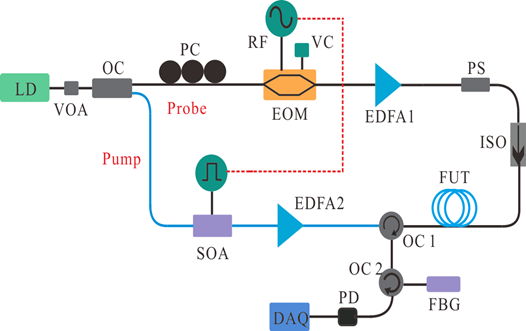 RF
VC
PC
LD
VOA
OC
Probe
EOM
EDFA1
PS
ISO
Pump
FUT
SOA
EDFA2
OC 1
OC 2
FBG
PD
DAQ